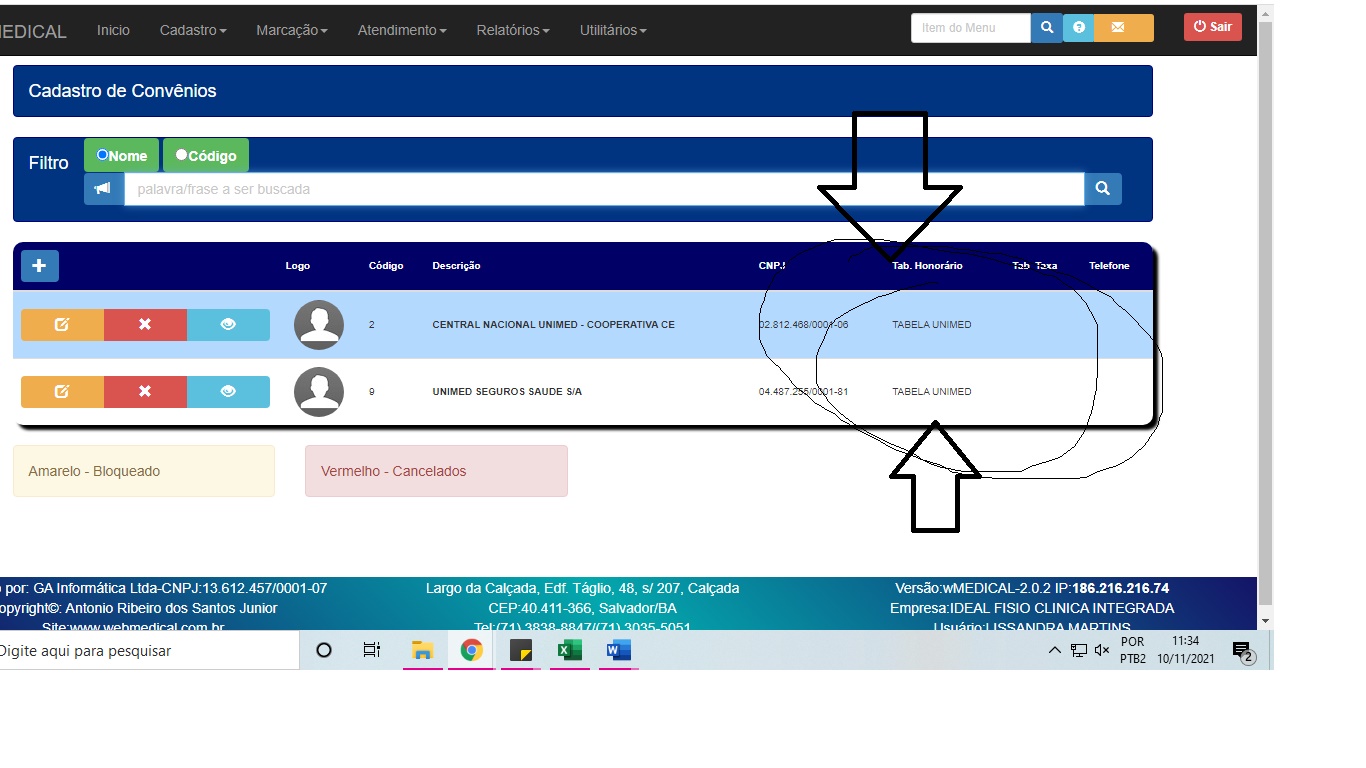 MEDICAL Inicio Cadastro Marcação Atendimento Relatórios Utilitários Item do Menu Sair
Cadastro de Convênios
Filtro Nome Código
palavra/frase a ser buscada
Logo Código Descrição CNPJ Tab. Honorário Tab. Taxa Telefone
2 CENTRAL NACIONAL UNIMED - COOPERATIVA CE 02.812.468/0001-06 TABELA UNIMED
9 UNIMED SEGUROS SAUDE S/A 04.487.255/0001-81 TABELA UNIMED
Amarelo - Bloqueado Vermelho - Cancelados
por: GA Informática Ltda-CNPJ:13.612.457/0001-07 Largo da Calçada, Edf. Táglio, 48, s/ 207, Calçada Versão:wMEDICAL-2.0.2 IP:186.216.216.74
opyright©: Antonio Ribeiro dos Santos Junior CEP:40.411-366, Salvador/BA Empresa:IDEAL FISIO CLINICA INTEGRADA
Site:www.webmedical.com.br Tel:(71) 3838-8847/(71) 3035-5051 Usuário:LISSANDRA MARTINS
Digite aqui para pesquisar POR 11:34
PTB2 10/11/2021 2